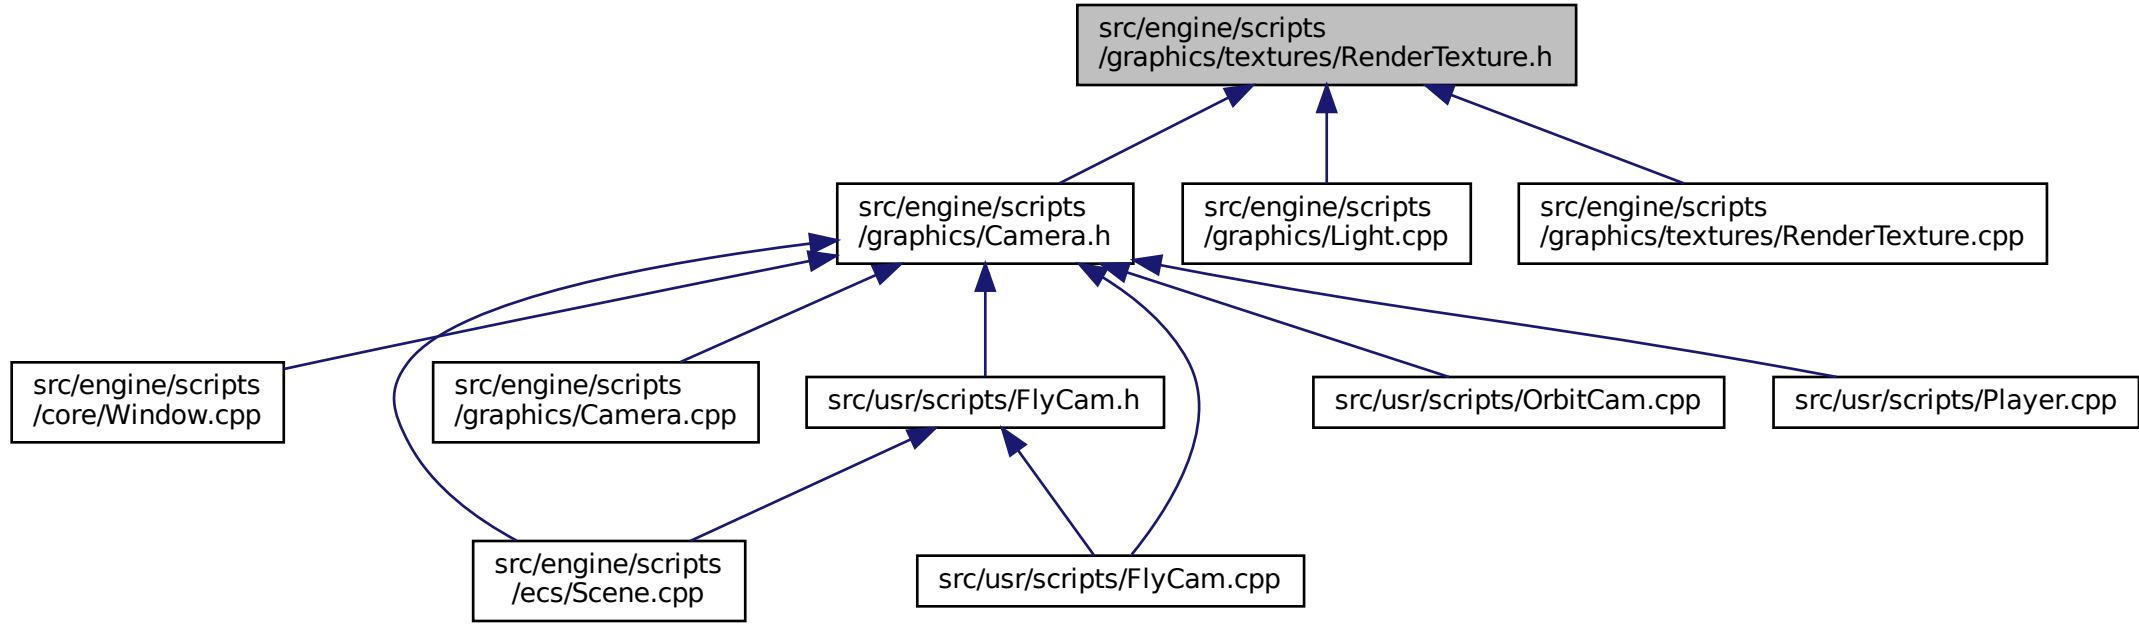 src/engine/scripts
/graphics/textures/RenderTexture.h
src/engine/scripts
/graphics/Camera.h
src/engine/scripts
/graphics/Light.cpp
src/engine/scripts
/graphics/textures/RenderTexture.cpp
src/engine/scripts
/core/Window.cpp
src/engine/scripts
/graphics/Camera.cpp
src/usr/scripts/FlyCam.h
src/usr/scripts/OrbitCam.cpp
src/usr/scripts/Player.cpp
src/engine/scripts
/ecs/Scene.cpp
src/usr/scripts/FlyCam.cpp